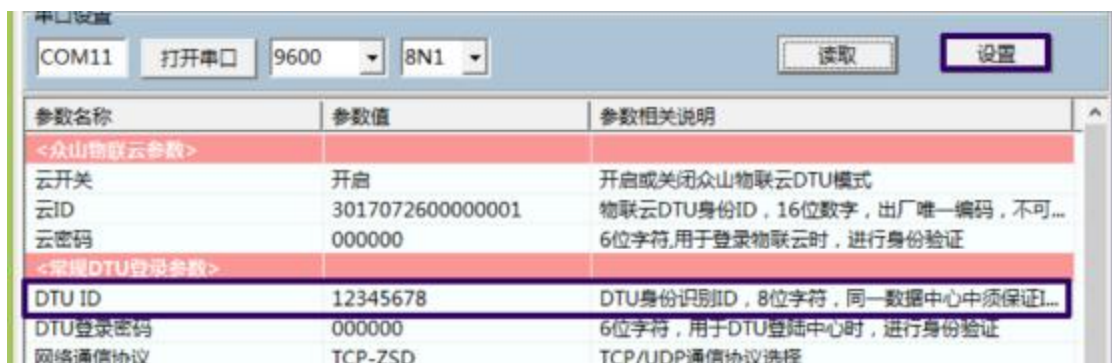 串口设置
COM11 打开串口 9600 8N1 读取 设置
参数名称 参数值 参数相关说明
<众山物联云参数>
云开关 开启 开启或关闭众山物联云DTU模式
云ID 3017072600000001 物联云DTU身份ID，16位数字，出厂唯一编码，不可...
云密码 000000 6位字符,用于登录物联云时，进行身份验证
<常规DTU登录参数>
DTU ID 12345678 DTU身份识别ID，8位字符，同一数据中心中须保证I...
DTU登录密码 000000 6位字符，用于DTU登陆中心时，进行身份验证
网络通信协议 TCP-ZSD TCP/UDP通信协议选择